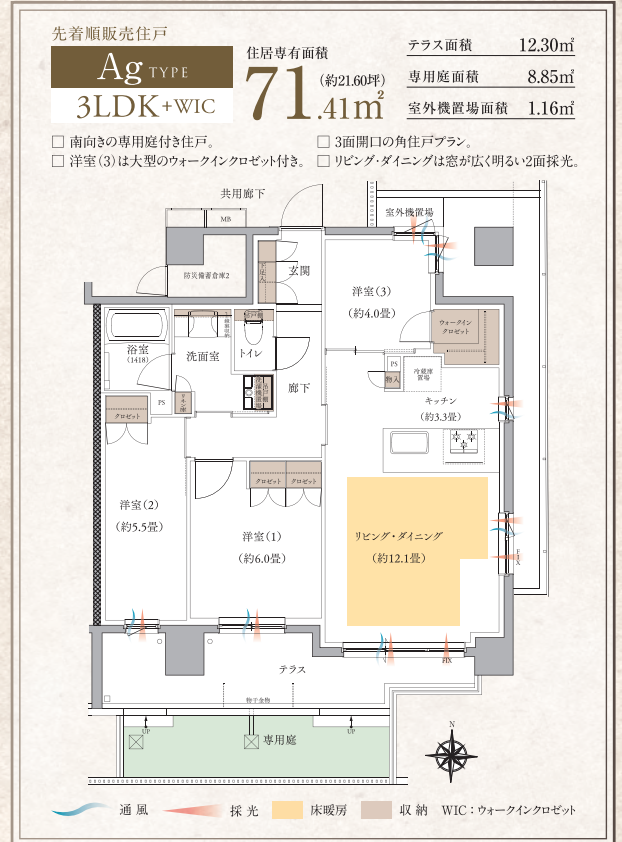 先着順販売住戸
Ag TYPE
3LDK+WIC
住居専有面積
71.41㎡
(約21.60坪)
テラス面積 12.30㎡
専用庭面積 8.85㎡
室外機置場面積 1.16㎡
□ 南向きの専用庭付き住戸。
□ 3面開口の角住戸プラン。
□ 洋室(3)は大型のウォークインクロゼット付き。
□ リビング・ダイニングは窓が広く明るい2面採光。
共用廊下
MB
室外機置場
防災備蓄倉庫2
下足入
玄関
洋室(3)
(約4.0畳)
ウォークイン
クロゼット
浴室
(1418)
洗面室
トイレ
廊下
PS
物入
冷蔵庫
置場
キッチン
(約3.3畳)
PS
リネン庫
クロゼット
クロゼット
クロゼット
洋室(2)
(約5.5畳)
洋室(1)
(約6.0畳)
リビング・ダイニング
(約12.1畳)
FIX
FIX
テラス
物干金物
UP
UP
専用庭
N
通風
採光
床暖房
収納
WIC:ウォークインクロゼット